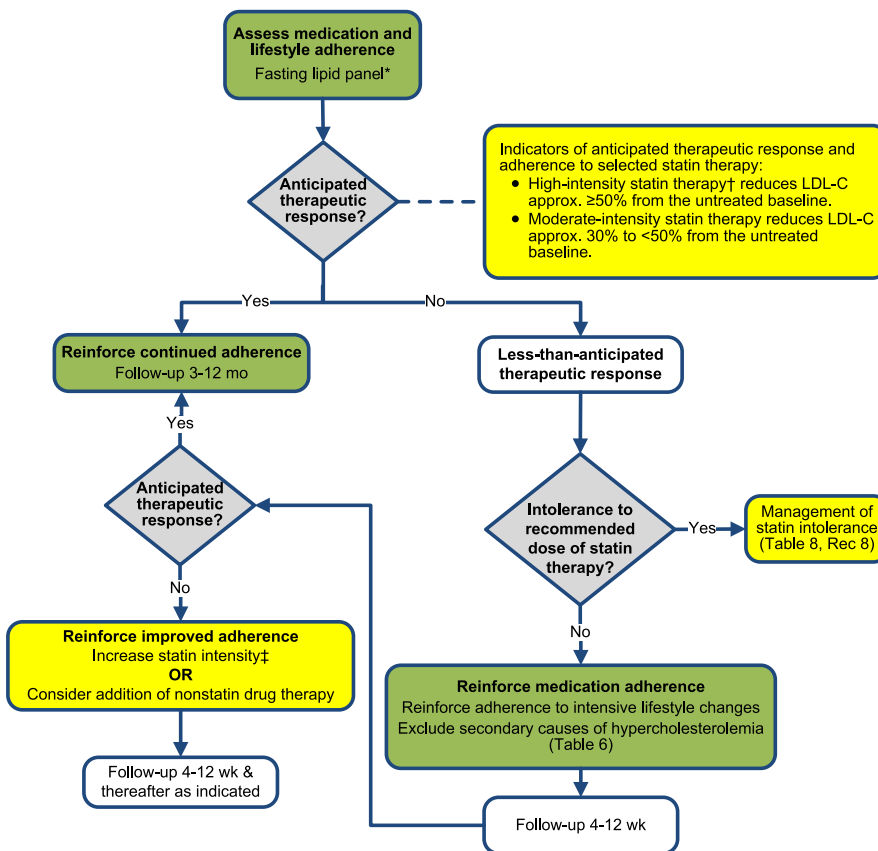 Assess medication and
lifestyle adherence
Fasting lipid panel*
Anticipated
therapeutic
response?
Indicators of anticipated therapeutic response and
adherence to selected statin therapy:
• High-intensity statin therapy† reduces LDL-C
approx. ≥50% from the untreated baseline.
• Moderate-intensity statin therapy reduces LDL-C
approx. 30% to <50% from the untreated
baseline.
Yes
No
Reinforce continued adherence
Follow-up 3-12 mo
Less-than-anticipated
therapeutic response
Yes
Anticipated
therapeutic
response?
Intolerance to
recommended
dose of statin
therapy?
Yes
Management of
statin intolerance
(Table 8, Rec 8)
No
Reinforce improved adherence
Increase statin intensity‡
OR
Consider addition of nonstatin drug therapy
No
Reinforce medication adherence
Reinforce adherence to intensive lifestyle changes
Exclude secondary causes of hypercholesterolemia
(Table 6)
Follow-up 4-12 wk &
thereafter as indicated
Follow-up 4-12 wk